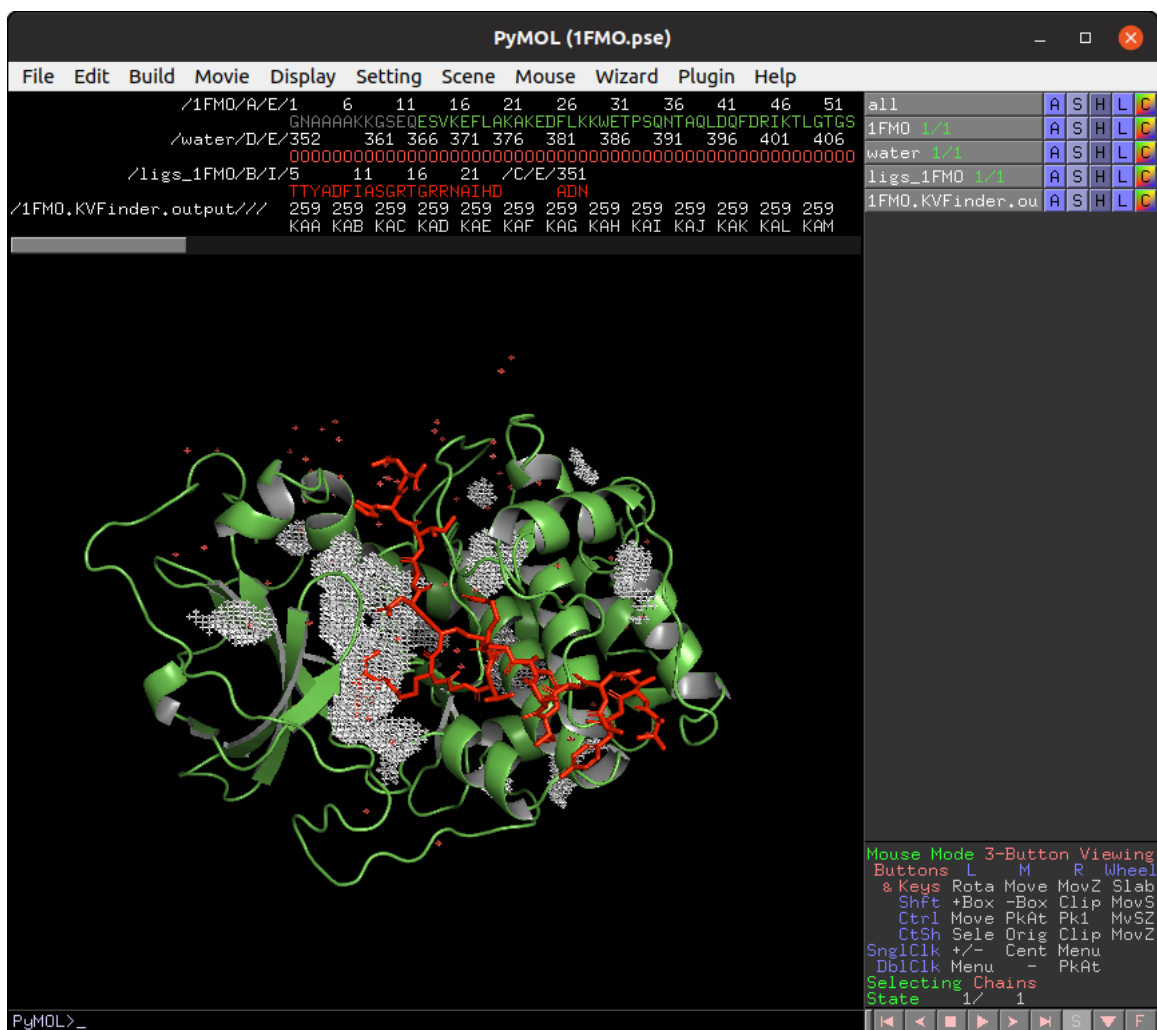 PyMOL (1FMO.pse)
File Edit Build Movie Display Setting Scene Mouse Wizard Plugin Help
/1FMO/A/E/1 6 11 16 21 26 31 36 41 46 51
GNAAAAKKGSEQESVKEFLAKAKEDFLKKWETPSQNTAQLDQFDRIKTLGTGS
/water/D/E/352 361 366 371 376 381 386 391 396 401 406
OOOOOOOOOOOOOOOOOOOOOOOOOOOOOOOOOOOOOOOOOOOOOOOOOOOOO
/ligs_1FMO/B/I/5 11 16 21 /C/E/351
TTYADFIASGRTGRRNAIHD ADN
/1FMO.KVFinder.output/// 259 259 259 259 259 259 259 259 259 259 259 259 259
KAA KAB KAC KAD KAE KAF KAG KAH KAI KAJ KAK KAL KAM
all A S H L C
1FMO 1/1 A S H L C
water 1/1 A S H L C
ligs_1FMO 1/1 A S H L C
1FMO.KVFinder.ou A S H L C
Mouse Mode 3-Button Viewing
Buttons L M R Wheel
& Keys Rota Move MovZ Slab
Shft +Box -Box Clip MovS
Ctrl Move PkAt Pk1 MvSZ
CtSh Sele Orig Clip MovZ
SnglClk +/- Cent Menu
DblClk Menu - PkAt
Selecting Chains
State 1/ 1
PyMOL>_
S F